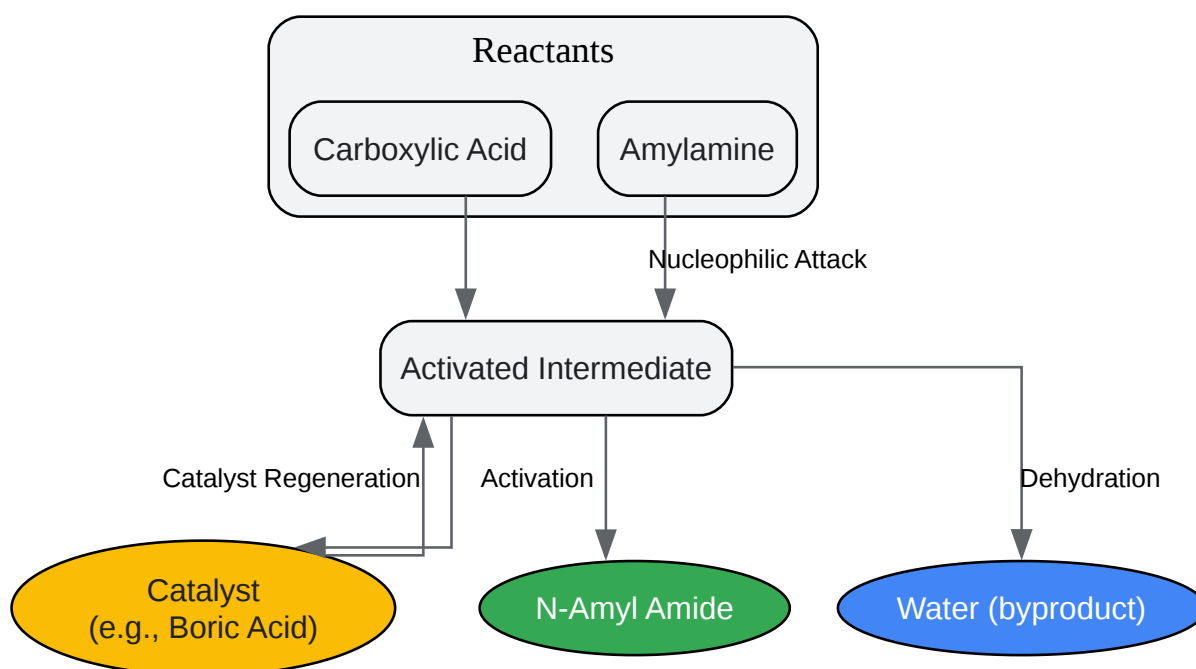 Reactants
Carboxylic Acid
Amylamine
Nucleophilic Attack
Activated Intermediate
Catalyst Regeneration
Activation
Dehydration
Catalyst
(e.g., Boric Acid)
N-Amyl Amide
Water (byproduct)